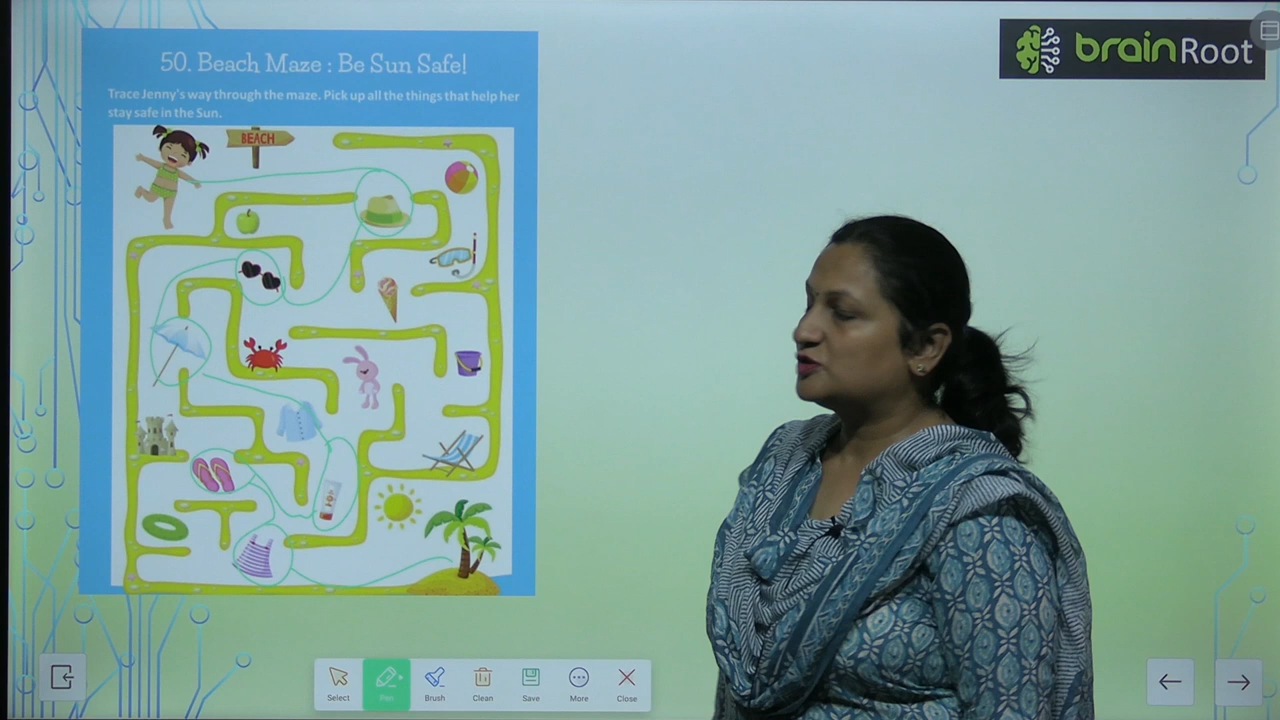 50. Beach Maze : Be Sun Safe!
Trace Jenny's way through the maze. Pick up all the things that help her
stay safe in the Sun.
BEACH
brainRoot
Select
Pen
Brush
Clean
Save
More
Close